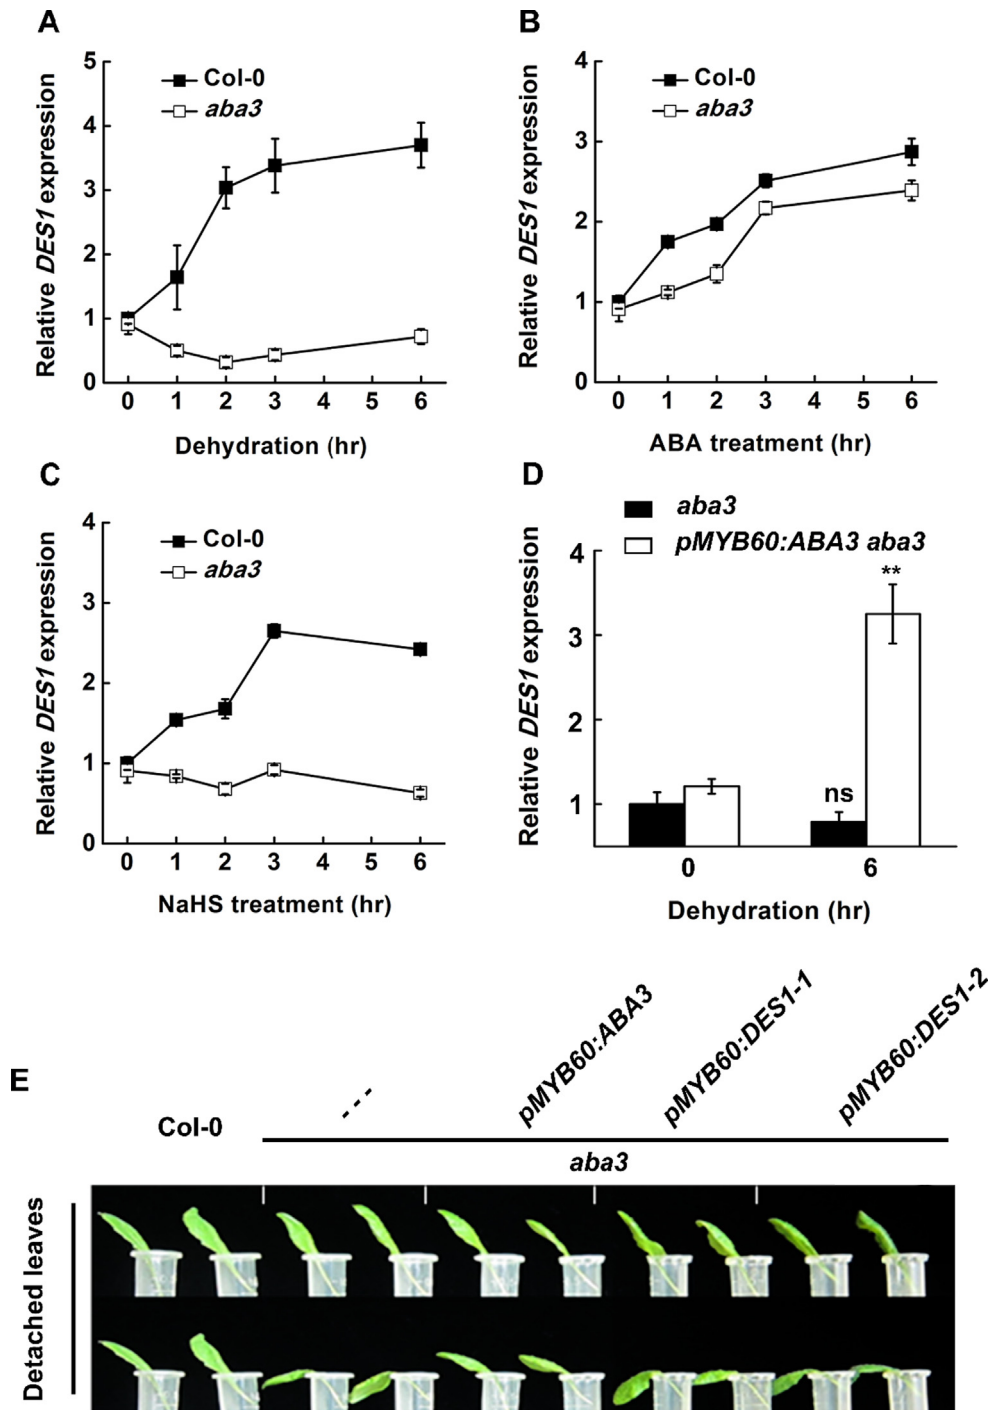 A
Relative DES1 expression
5
4
3
2
1
0
Col-0
aba3
0 1 2 3 4 5 6
Dehydration (hr)
B
Relative DES1 expression
4
3
2
1
0
Col-0
aba3
0 1 2 3 4 5 6
ABA treatment (hr)
C
Relative DES1 expression
4
3
2
1
0
Col-0
aba3
0 1 2 3 4 5 6
NaHS treatment (hr)
D
aba3
pMYB60:ABA3 aba3
Relative DES1 expression
4
3
2
1
**
ns
0 6
Dehydration (hr)
E
Col-0
---
pMYB60:ABA3
pMYB60:DES1-1
pMYB60:DES1-2
aba3
Detached leaves